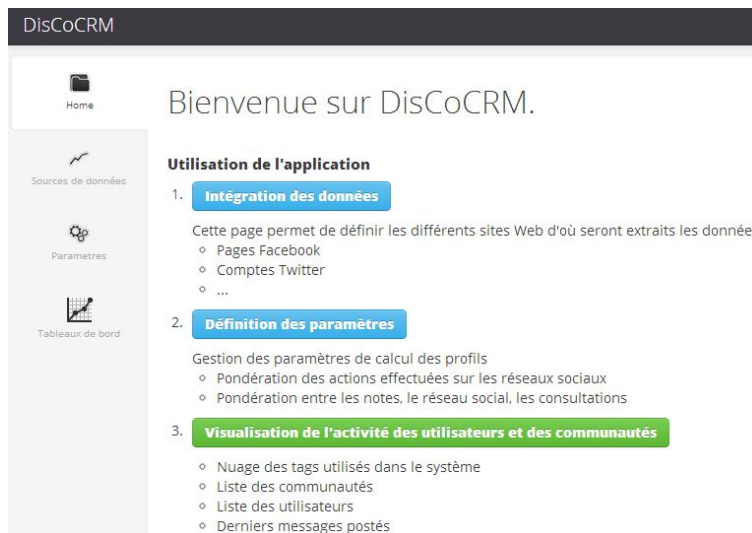 DisCoCRM
Home
Sources de données
Parametres
Tableaux de bord
Bienvenue sur DisCoCRM.
Utilisation de l'application
1. Intégration des données
Cette page permet de définir les différents sites Web d'où seront extraits les donnée
Pages Facebook
Comptes Twitter
...
2. Définition des paramètres
Gestion des paramètres de calcul des profils
Pondération des actions effectuées sur les réseaux sociaux
Pondération entre les notes, le réseau social, les consultations
3. Visualisation de l'activité des utilisateurs et des communautés
Nuage des tags utilisés dans le système
Liste des communautés
Liste des utilisateurs
Derniers messages postés